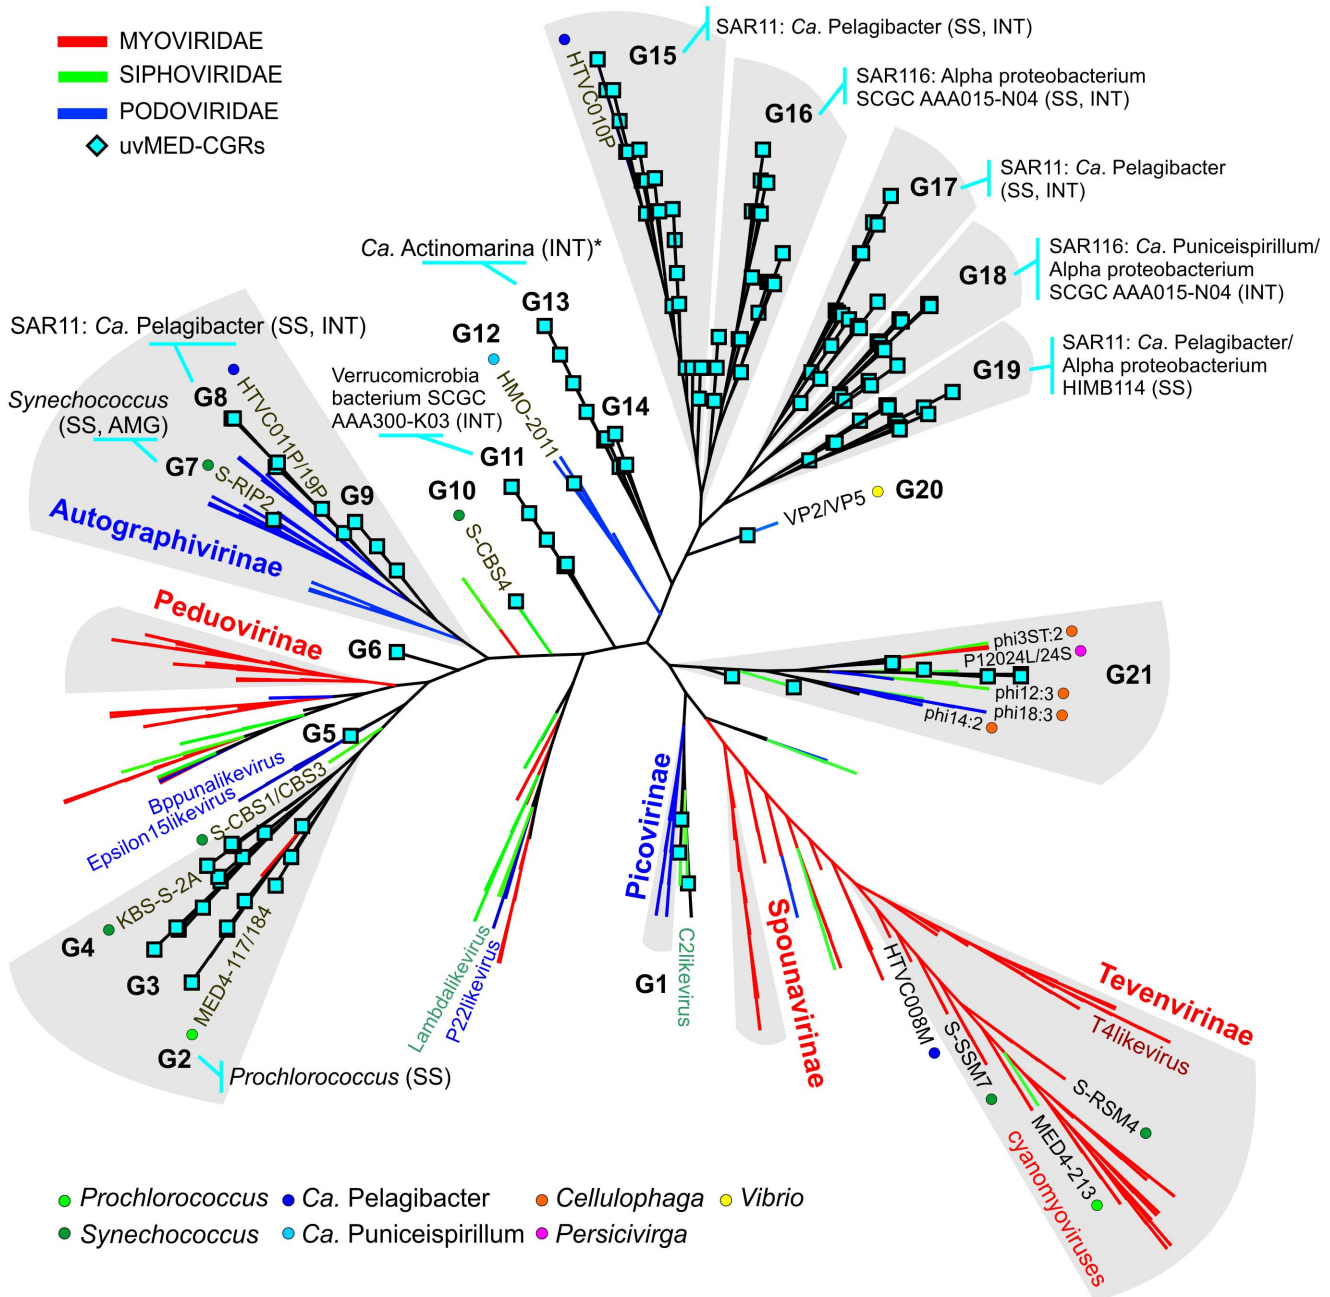 MYOVIRIDAE
SIPHOVIRIDAE
PODOVIRIDAE
uvMED-CGRs
G15
SAR11: Ca. Pelagibacter (SS, INT)
HTVC010P
G16
SAR116: Alpha proteobacterium
SCGC AAA015-N04 (SS, INT)
G17
SAR11: Ca. Pelagibacter
(SS, INT)
G18
SAR116: Ca. Puniceispirillum/
Alpha proteobacterium
SCGC AAA015-N04 (INT)
G19
SAR11: Ca. Pelagibacter/
Alpha proteobacterium
HIMB114 (SS)
Ca. Actinomarina (INT)*
G13
G12
HMO-2011
G14
Verrucomicrobia
bacterium SCGC
AAA300-K03 (INT)
G11
G10
S-CBS4
SAR11: Ca. Pelagibacter (SS, INT)
G8
HTVC011P/19P
Synechococcus
(SS, AMG)
G7
S-RIP2
G9
Autographivirinae
VP2/VP5
G20
Peduovirinae
G6
G5
Bppunalikevirus
Epsilon15likevirus
S-CBS1/CBS3
KBS-S-2A
G4
G3
MED4-117/184
G2
Prochlorococcus (SS)
phi3ST:2
P12024L/24S
G21
phi12:3
phi18:3
phi14:2
Lambdalikevirus
P22likevirus
Picovirinae
G1
C2likevirus
Spounavirinae
Tevenvirinae
T4likevirus
HTVC008M
S-SSM7
S-RSM4
MED4-213
cyanomyoviruses
Prochlorococcus
Ca. Pelagibacter
Cellulophaga
Vibrio
Synechococcus
Ca. Puniceispirillum
Persicivirga